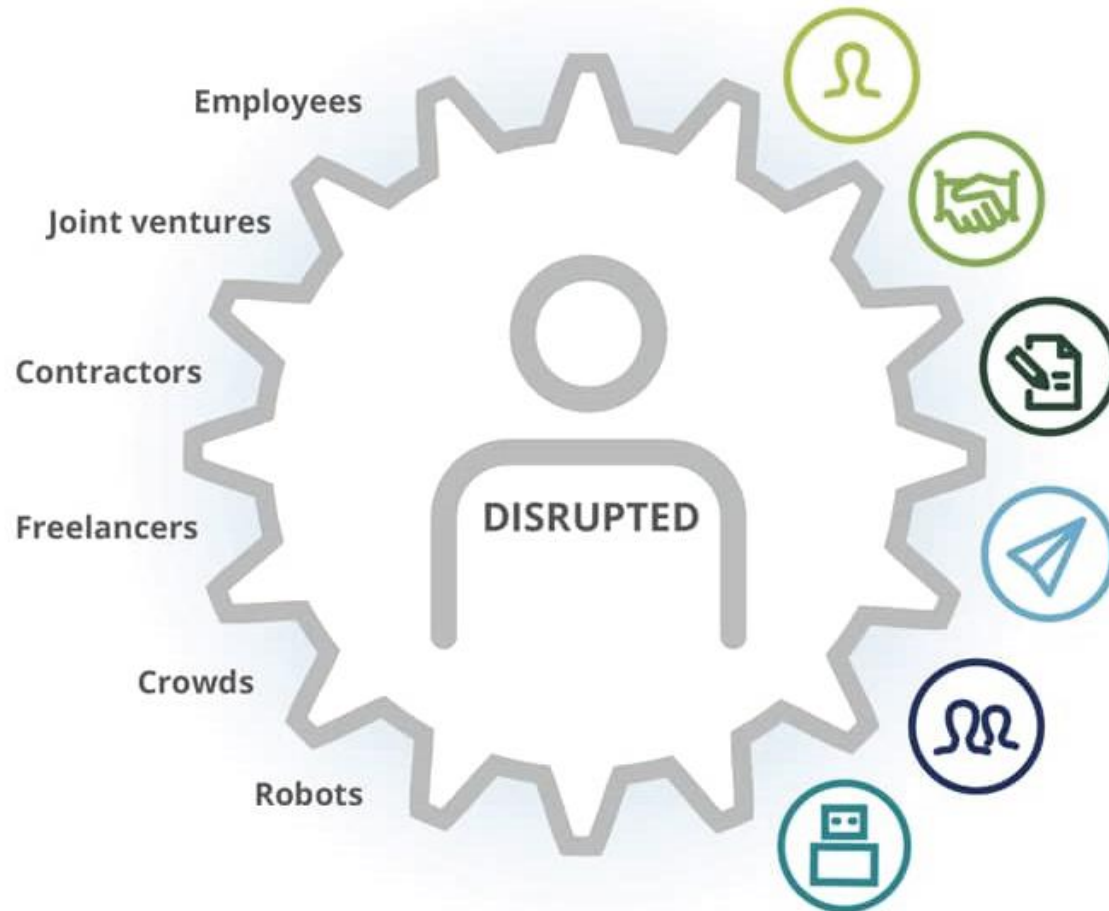 Employees
Joint ventures
Contractors
DISRUPTED
Freelancers
Crowds
Robots